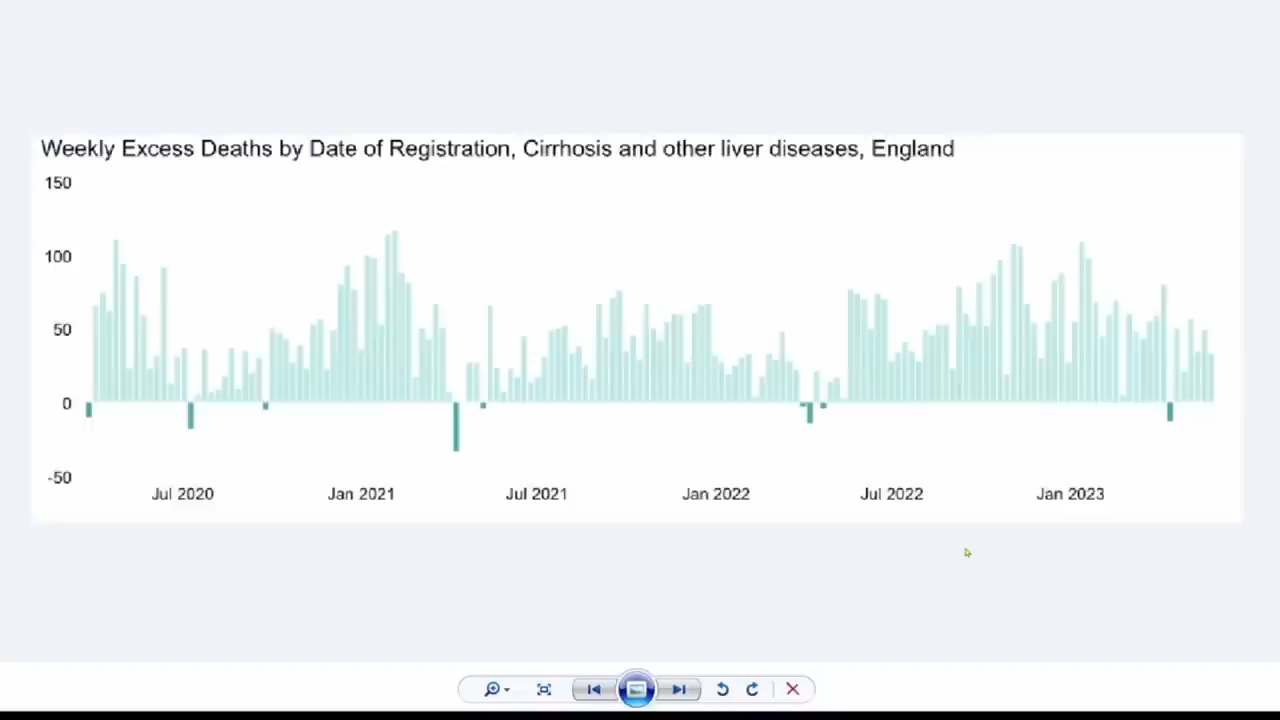 Weekly Excess Deaths by Date of Registration, Cirrhosis and other liver diseases, England
150
100
50
0
-50
Jul 2020 Jan 2021 Jul 2021 Jan 2022 Jul 2022 Jan 2023